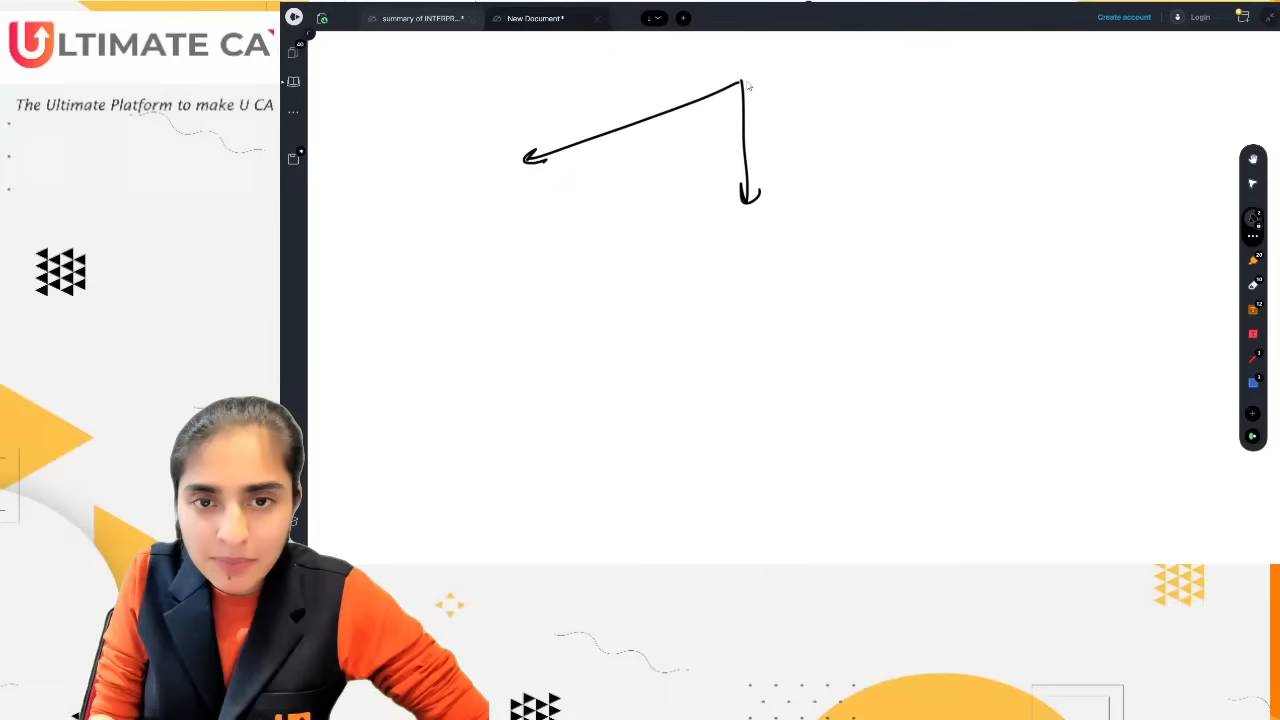 ULTIMATE CA
The Ultimate Platform to make U CA
summary of INTERPR...*
New Document*
Create account
Login